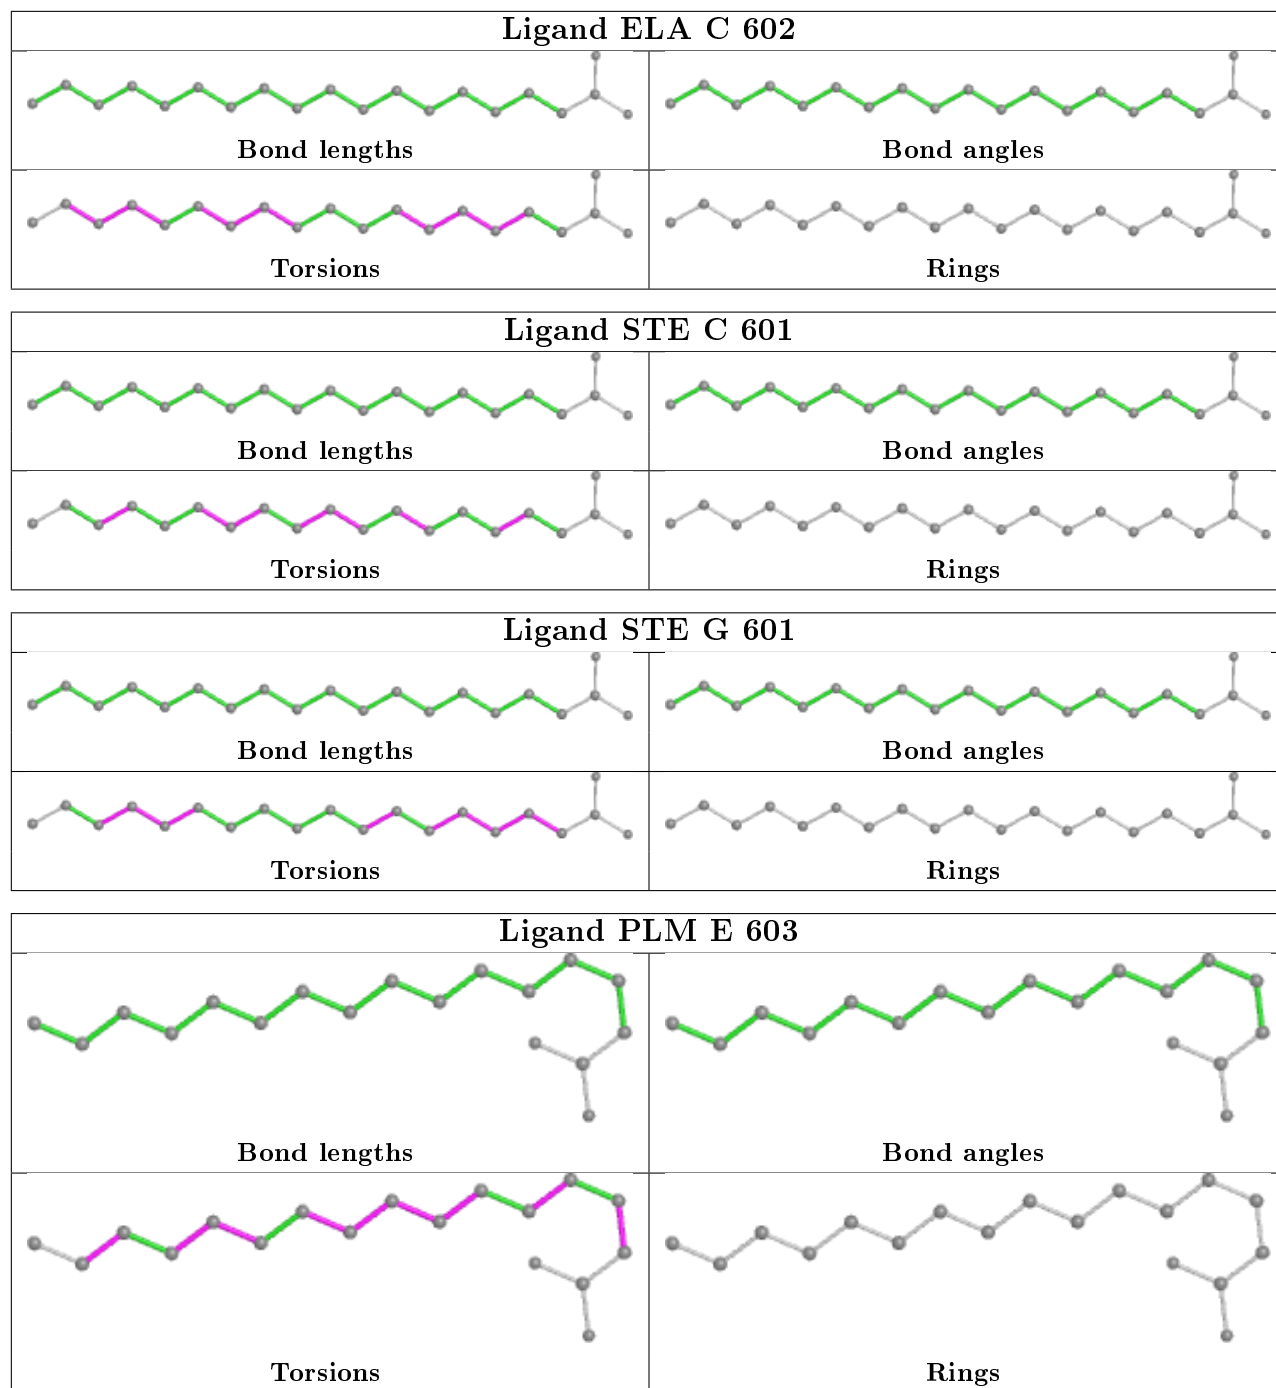 Ligand ELA C 602
Bond lengths
Bond angles
Torsions
Rings
Ligand STE C 601
Bond lengths
Bond angles
Torsions
Rings
Ligand STE G 601
Bond lengths
Bond angles
Torsions
Rings
Ligand PLM E 603
Bond lengths
Bond angles
Torsions
Rings